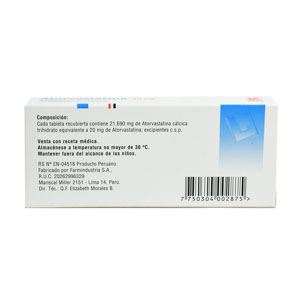 Composición:
Cada tableta recubierta contiene 21,690 mg de Atorvastatina cálcica
trihidrato equivalente a 20 mg de Atorvastatina; excipientes c.s.p.
Venta con receta médica.
Almacénese a temperatura no mayor de 30 °C.
Mantener fuera del alcance de los niños.
RS Nº EN-04518 Producto Peruano
Fabricado por Farmindustria S.A.
R.U.C. 20262996329
Mariscal Miller 2151 - Lima 14, Perú.
Dir. Téc.: Q.F. Elizabeth Morales B.
7 750304 002875 >